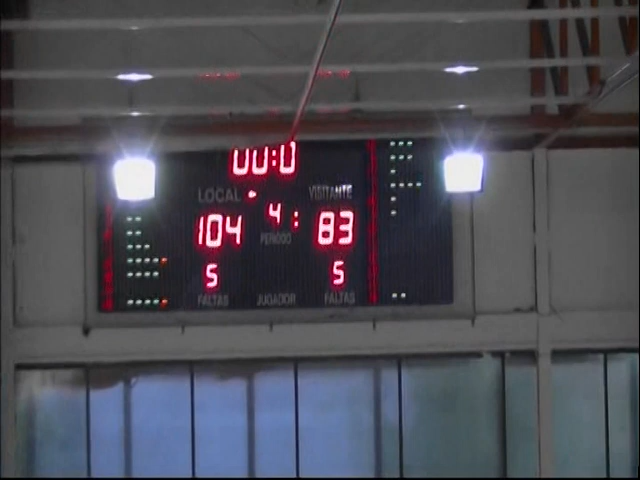 00:0
LOCAL VISITANTE
104 4 : 83
PERIODO
5 5
FALTAS JUGADOR FALTAS